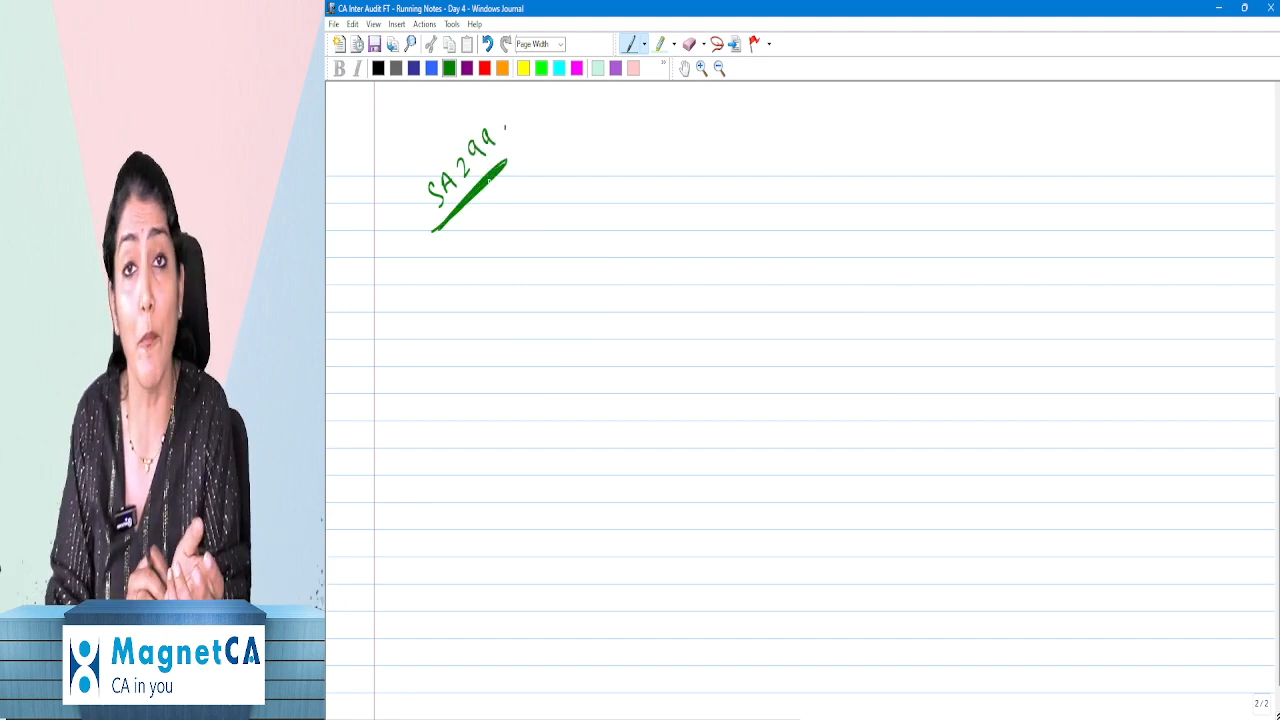 CA Inter Audit FT - Running Notes - Day 4 - Windows Journal
File Edit View Insert Actions Tools Help
Page Width
B I
SA 299
MagnetCA
CA in you
2/2